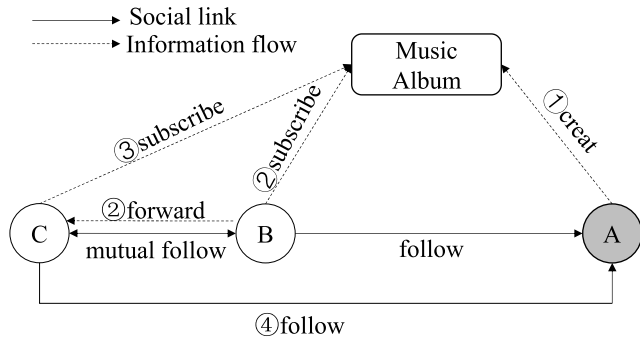 Social link
Information flow
Music
Album
①creat
③subscribe
②subscribe
②forward
C
B
A
mutual follow
follow
④follow